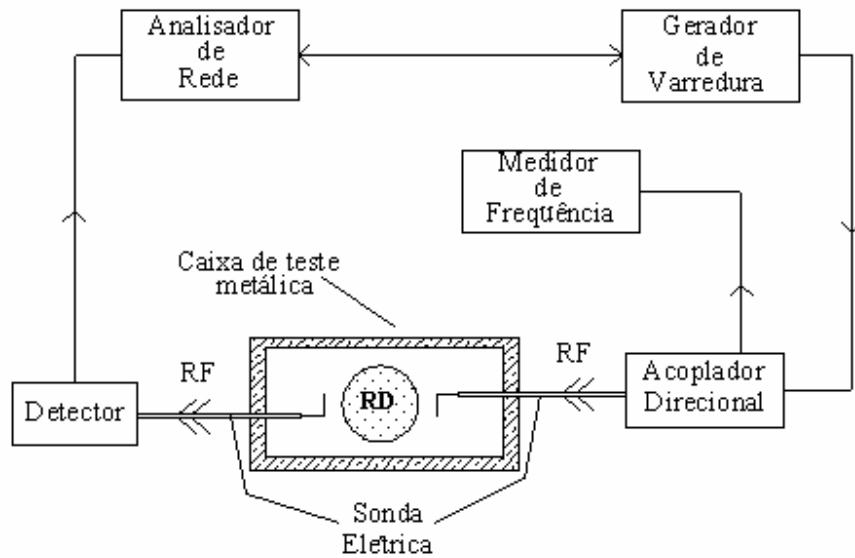 Analisador
de
Rede
Gerador
de
Varredura
Medidor
de
Freqüência
Caixa de teste
metálica
RF
RF
Detector
RD
Acoplador
Direcional
Sonda
Elétrica